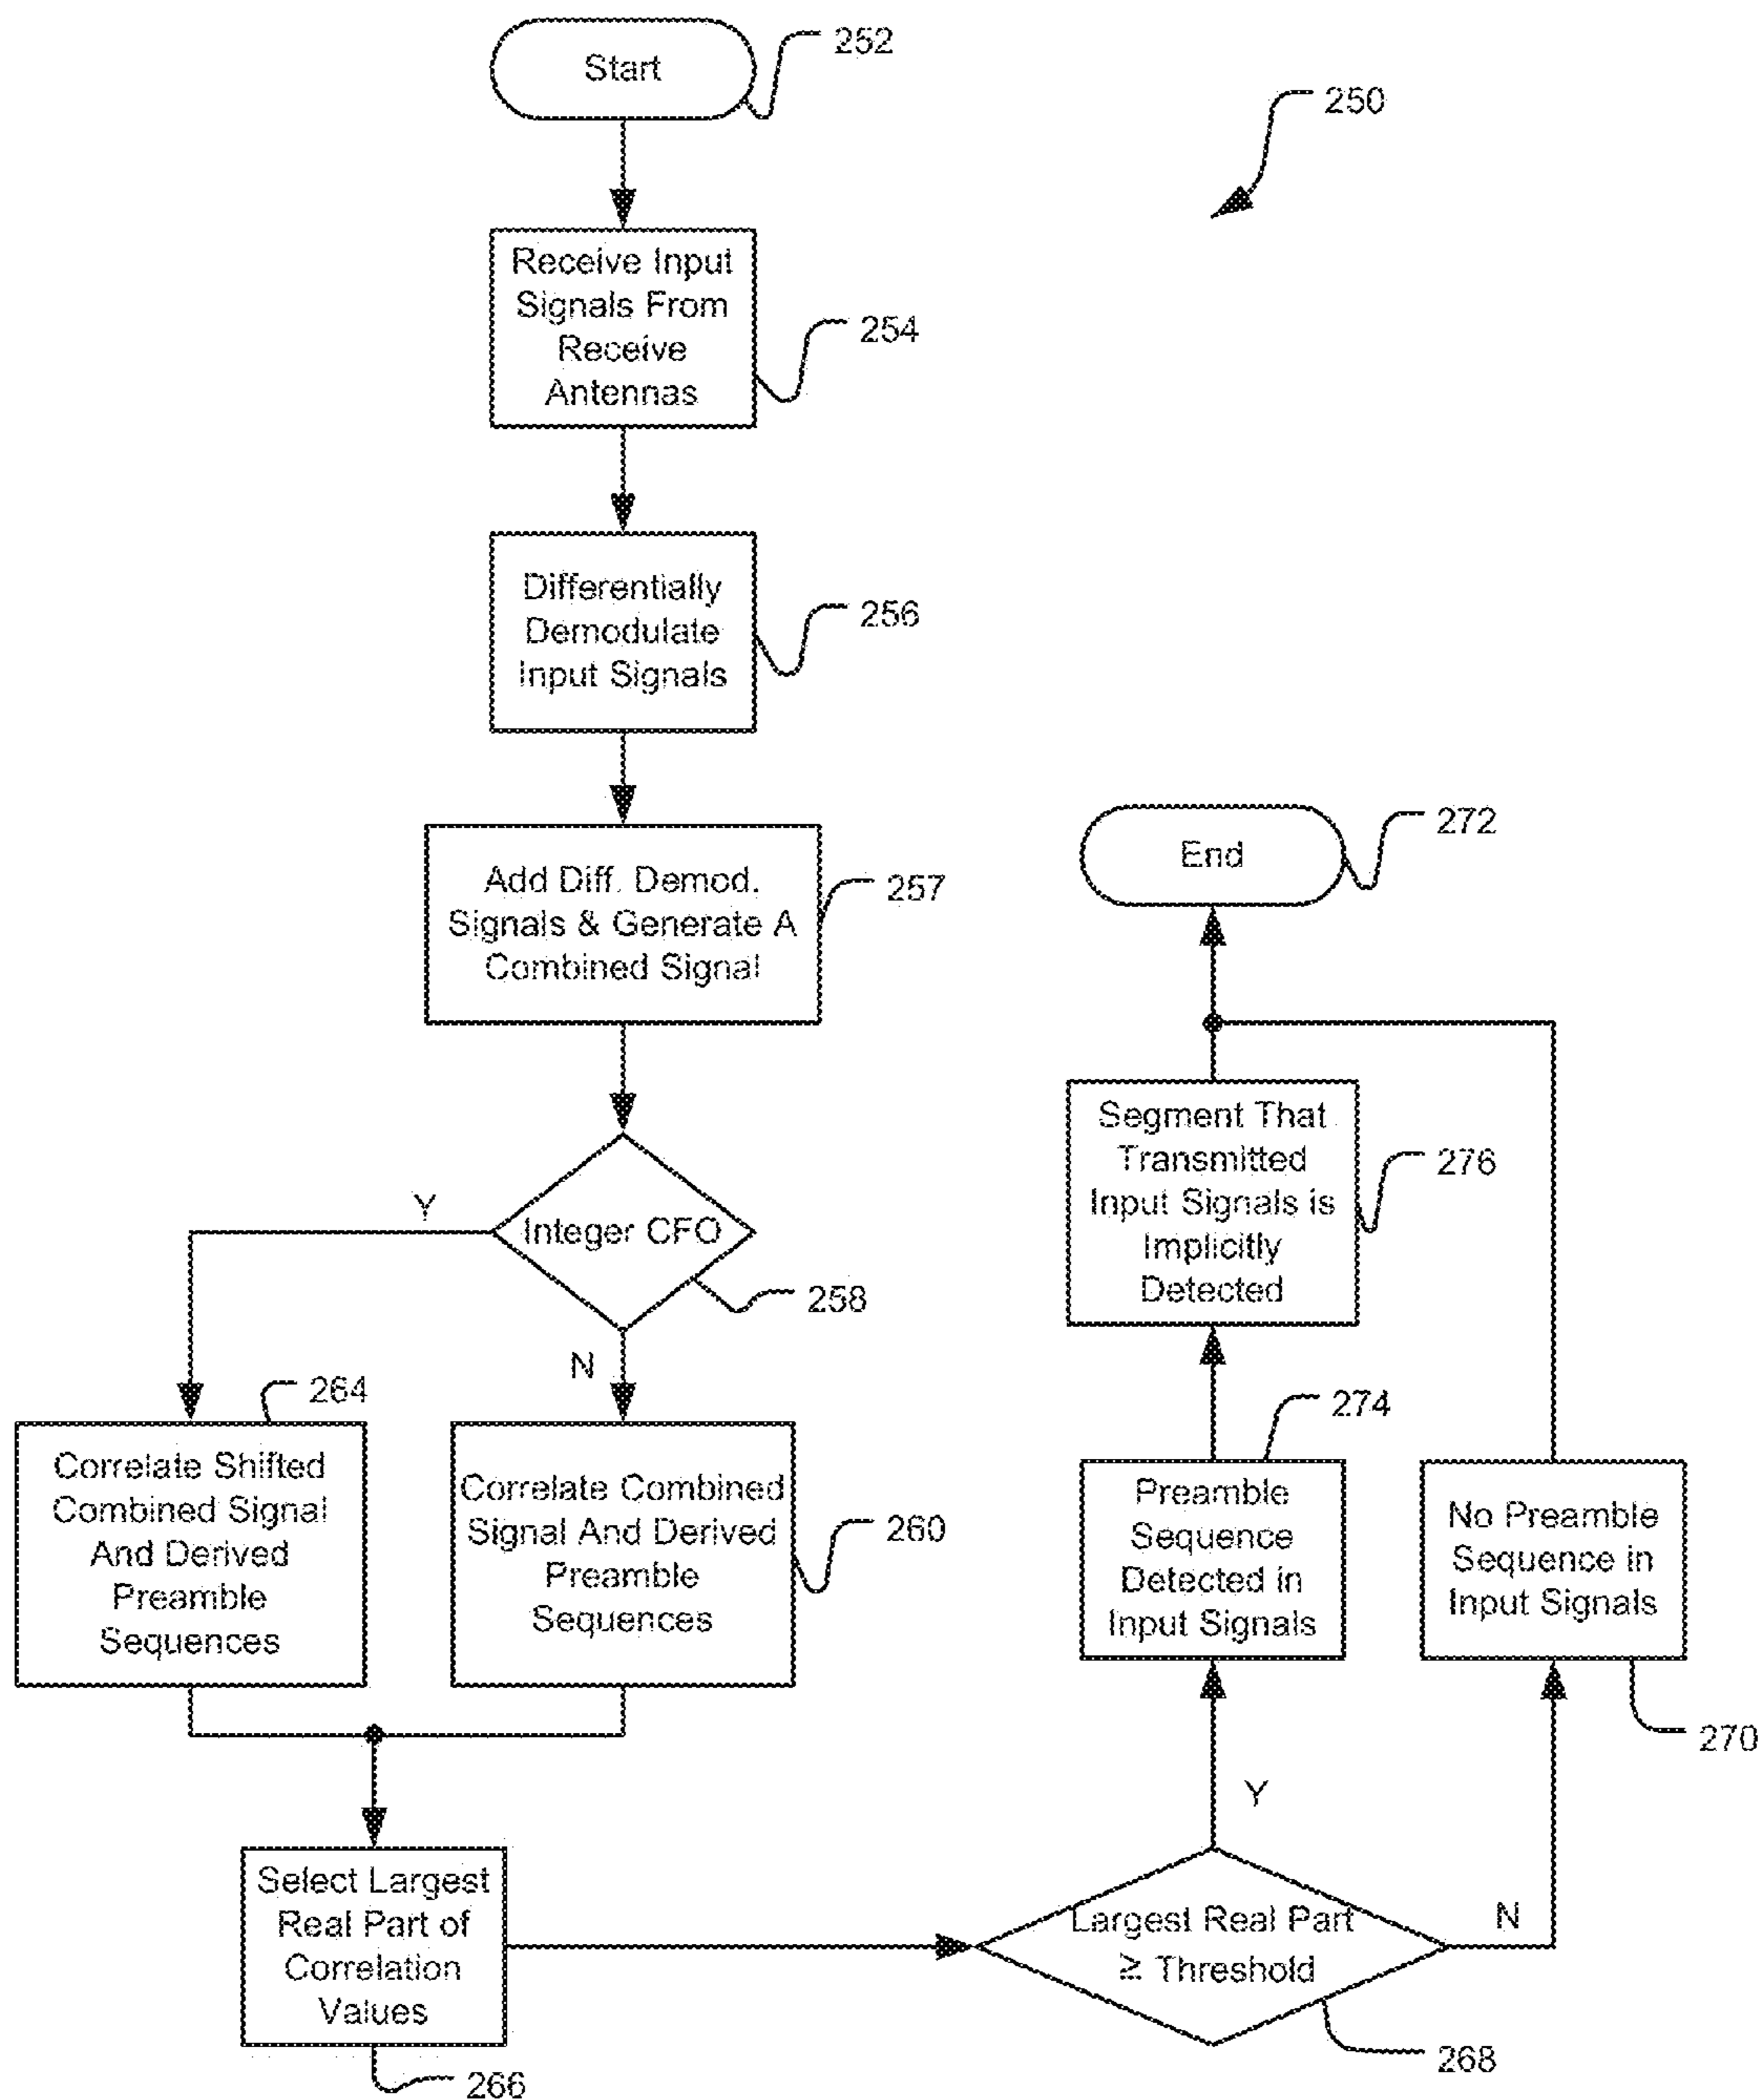 Start
252
250
Receive Input
Signals From
Receive
Antennas
254
Differentially
Demodulate
Input Signals
256
Add Diff. Demod.
Signals & Generate A
Combined Signal
257
Integer CFO
258
Y
N
264
Correlate Shifted
Combined Signal
And Derived
Preamble
Sequences
Correlate Combined
Signal And Derived
Preamble
Sequences
260
Select Largest
Real Part of
Correlation
Values
266
Largest Real Part
≥ Threshold
268
Y
N
274
Preamble
Sequence
Detected in
Input Signals
No Preamble
Sequence in
Input Signals
270
Segment That
Transmitted
Input Signals is
Implicitly
Detected
276
End
272